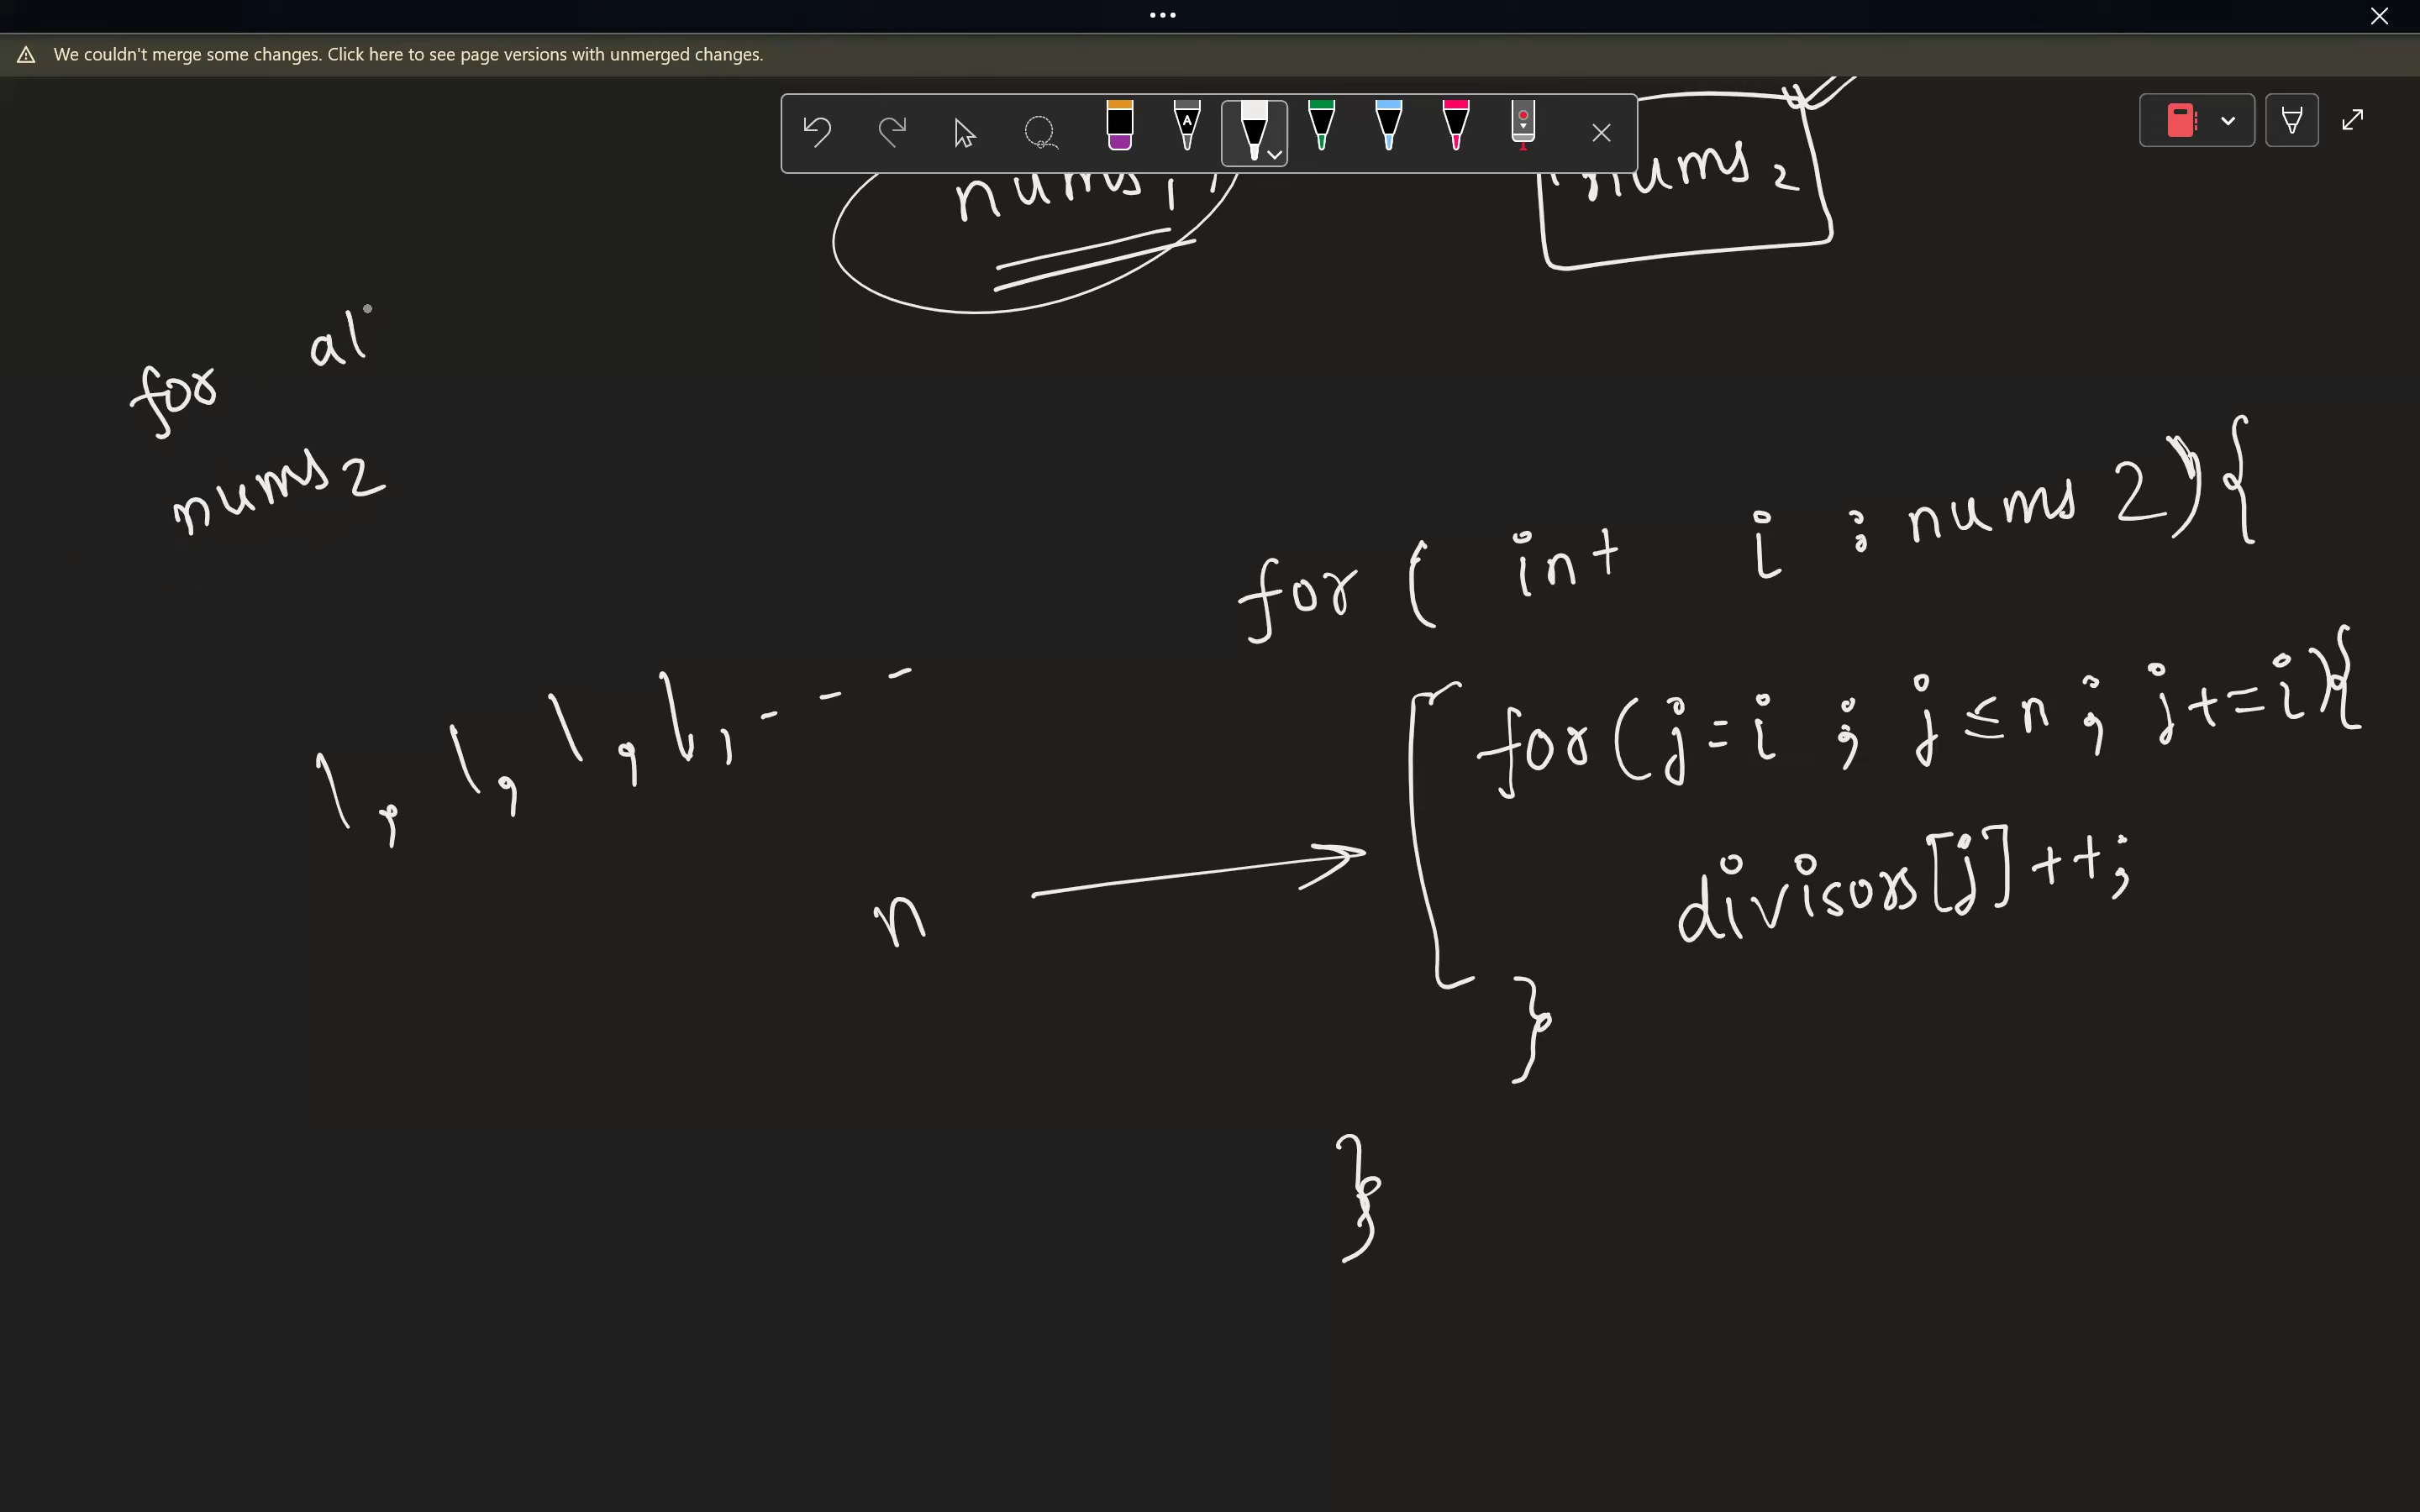 We couldn't merge some changes. Click here to see page versions with unmerged changes.
A
nums1,
nums2
for al
nums2
for ( int i : nums 2){
1, 1, 1, 1, - - -
for(j=i ; j≤n ; j+=i){
n
divisors[j]++;
}
}